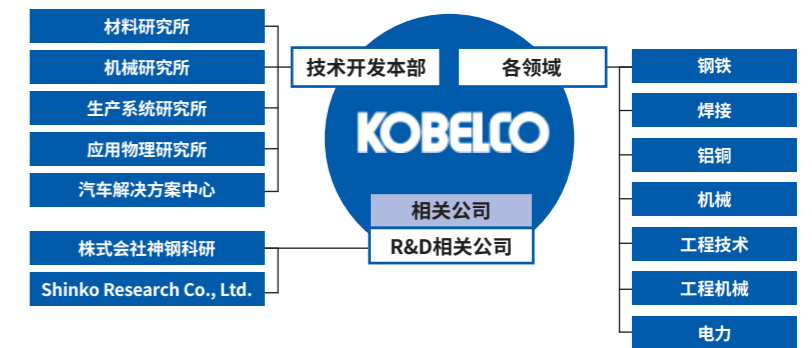 材料研究所
机械研究所
生产系统研究所
应用物理研究所
汽车解决方案中心
株式会社神钢科研
Shinko Research Co., Ltd.
技术开发本部
各领域
KOBELCO
相关公司
R&D相关公司
钢铁
焊接
铝铜
机械
工程技术
工程机械
电力